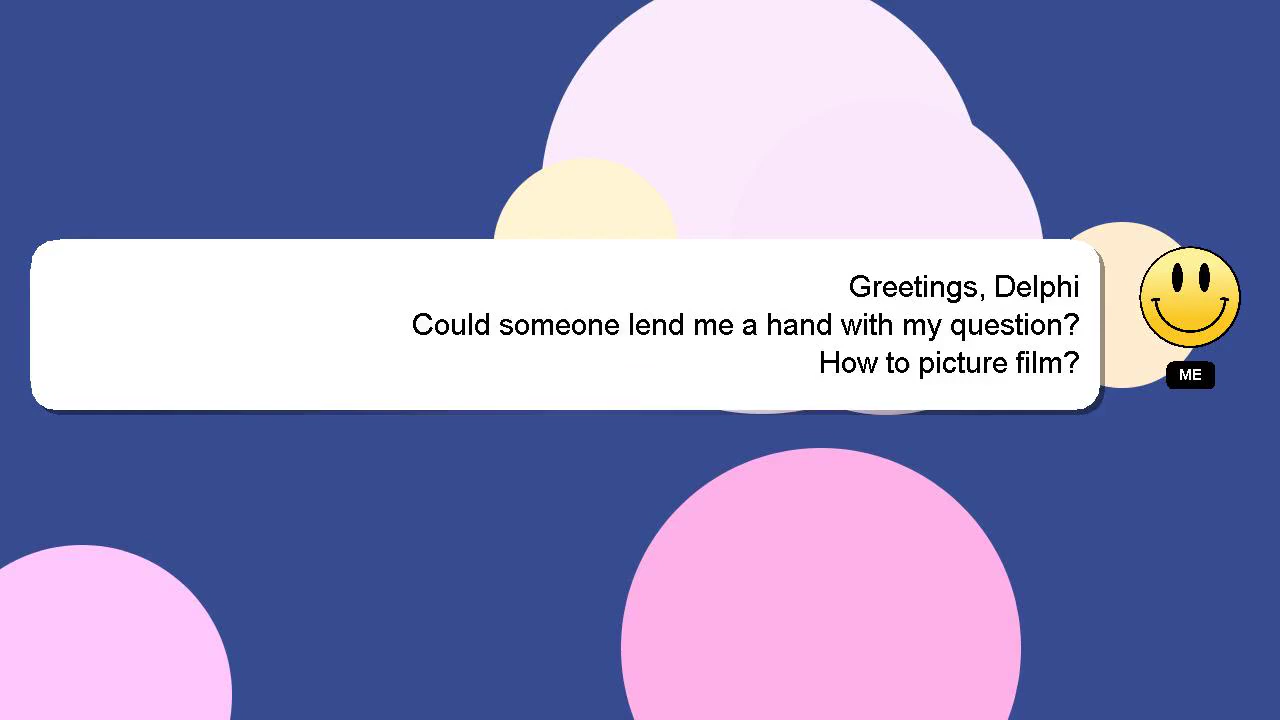 Greetings, Delphi
Could someone lend me a hand with my question?
How to picture film?
ME